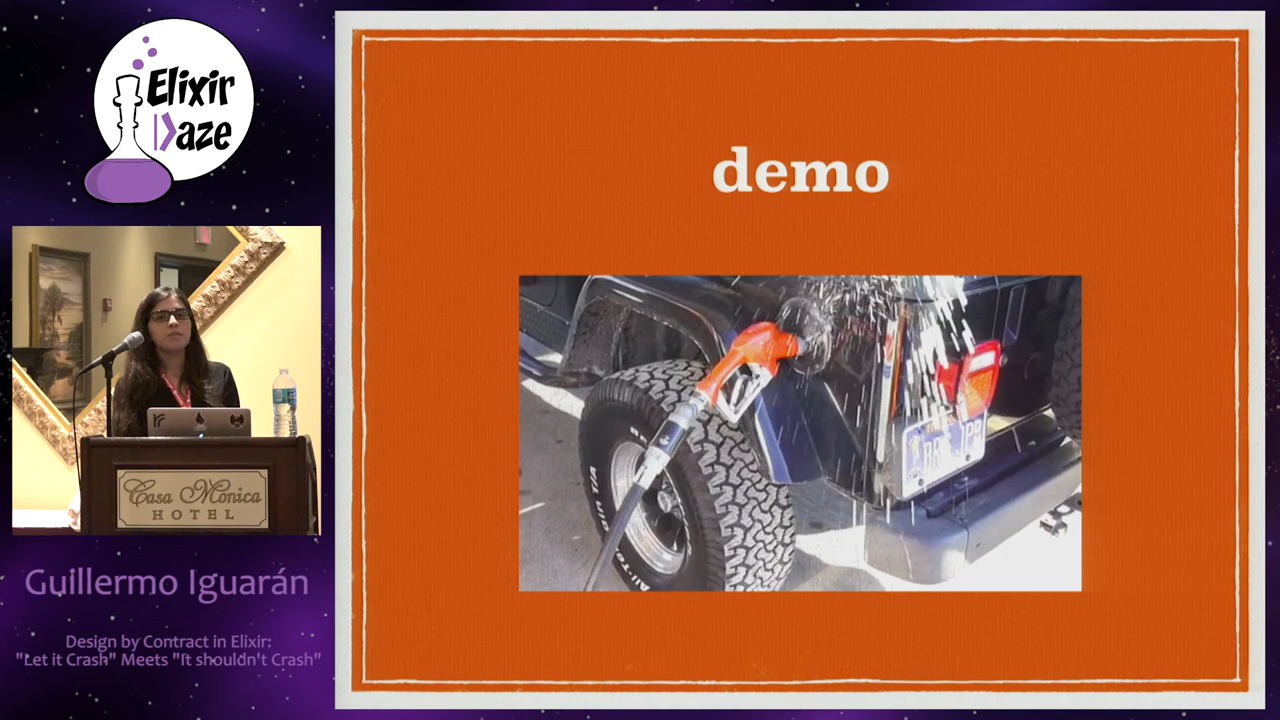 Elixir
|>aze
Casa Monica
HOTEL
Guillermo Iguarán
Design by Contract in Elixir:
"Let it Crash" Meets "It shouldn't Crash"
demo